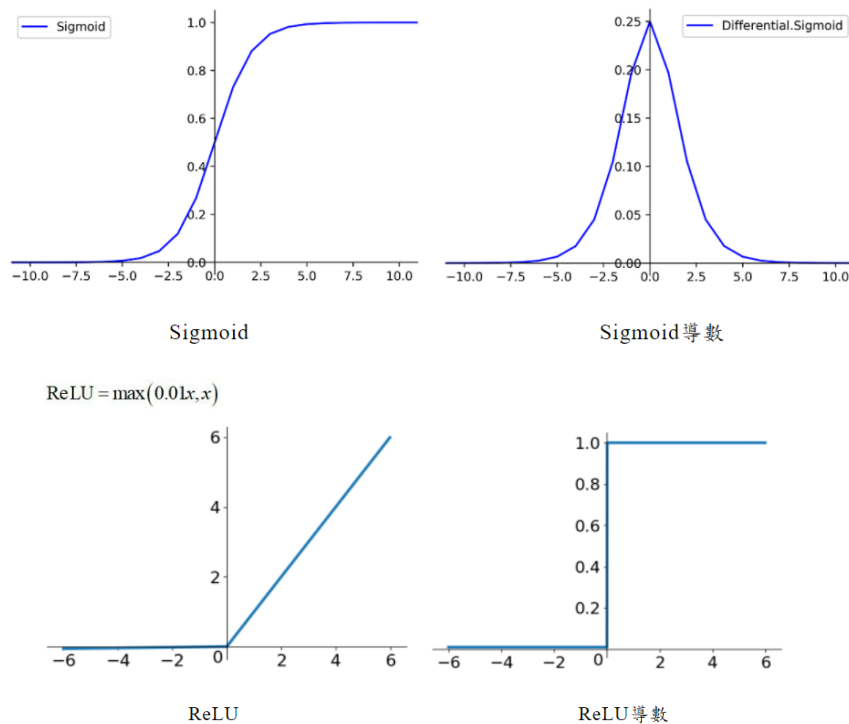 Sigmoid
1.0
0.8
0.6
0.4
0.2
0.0
−10.0 −7.5 −5.0 −2.5 0.0 2.5 5.0 7.5 10.0
Sigmoid
Differential.Sigmoid
0.25
0.20
0.15
0.10
0.05
0.00
−10.0 −7.5 −5.0 −2.5 0.0 2.5 5.0 7.5 10.0
Sigmoid導數
ReLU = max(0.01x, x)
6
4
2
−6 −4 −2 0 2 4 6
ReLU
1.0
0.8
0.6
0.4
0.2
−6 −4 −2 0 2 4 6
ReLU導數